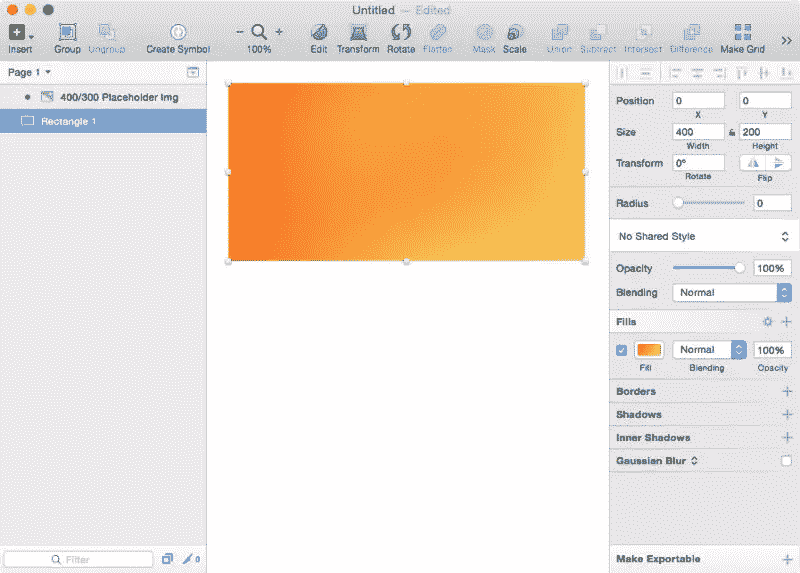 Untitled — Edited
Insert Group Ungroup Create Symbol 100% Edit Transform Rotate Flatten Mask Scale Union Subtract Intersect Difference Make Grid
Page 1
400/300 Placeholder Img
Rectangle 1
Position 0 0
X Y
Size 400 200
Width Height
Transform 0°
Rotate Flip
Radius 0
No Shared Style
Opacity 100%
Blending Normal
Fills
Normal 100%
Fill Blending Opacity
Borders
Shadows
Inner Shadows
Gaussian Blur
Filter 0
Make Exportable